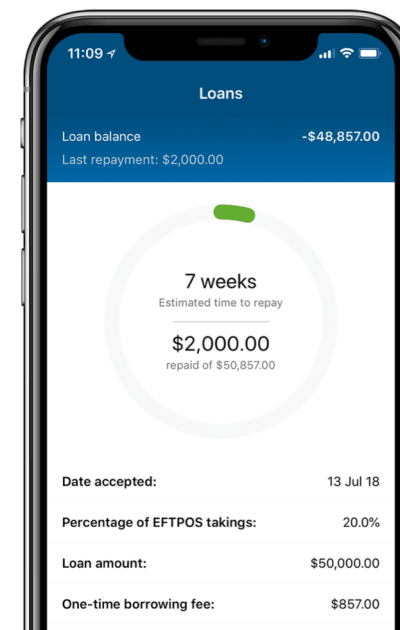 11:09
Loans
Loan balance -$48,857.00
Last repayment: $2,000.00
7 weeks
Estimated time to repay
$2,000.00
repaid of $50,857.00
Date accepted: 13 Jul 18
Percentage of EFTPOS takings: 20.0%
Loan amount: $50,000.00
One-time borrowing fee: $857.00